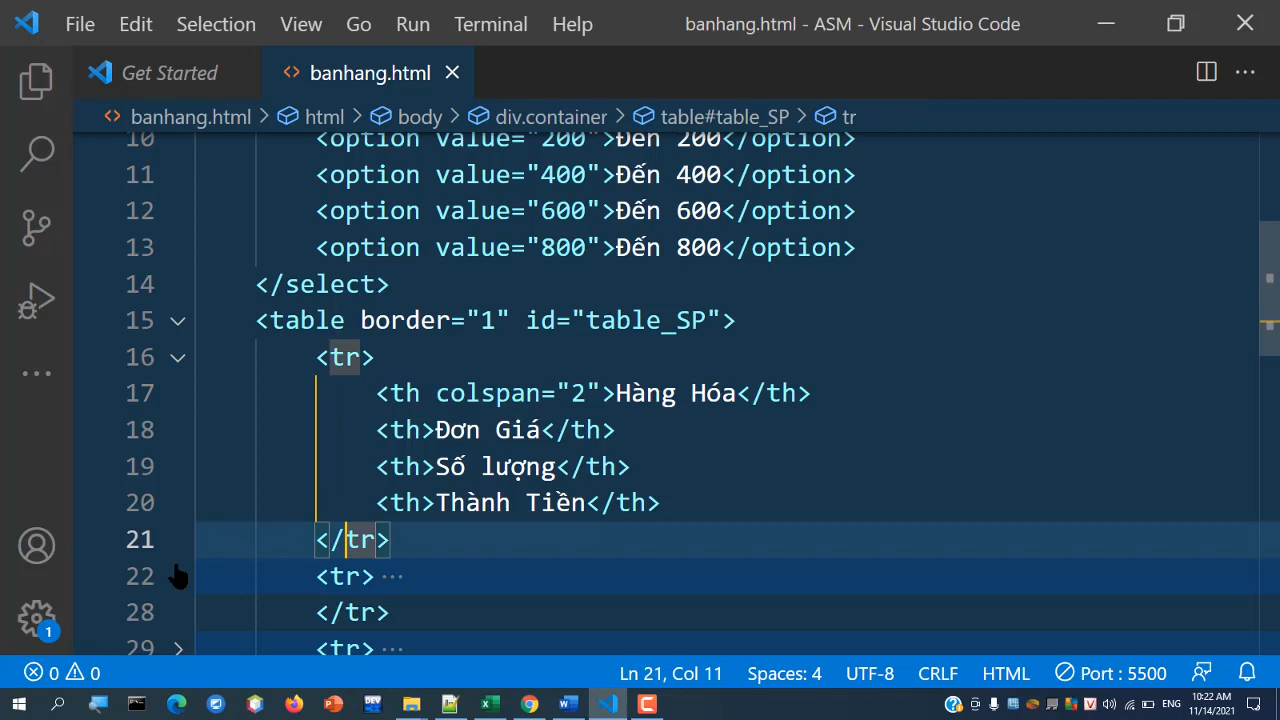 File Edit Selection View Go Run Terminal Help banhang.html - ASM - Visual Studio Code
Get Started banhang.html
banhang.html > html > body > div.container > table#table_SP > tr
10 <option value="200">Đến 200</option>
11 <option value="400">Đến 400</option>
12 <option value="600">Đến 600</option>
13 <option value="800">Đến 800</option>
14 </select>
15 <table border="1" id="table_SP">
16 <tr>
17 <th colspan="2">Hàng Hóa</th>
18 <th>Đơn Giá</th>
19 <th>Số lượng</th>
20 <th>Thành Tiền</th>
21 </tr>
22 <tr>···
28 </tr>
29 <tr>···
1
0 0 Ln 21, Col 11 Spaces: 4 UTF-8 CRLF HTML Port : 5500
DEV V 10:22 AM
11/14/2021